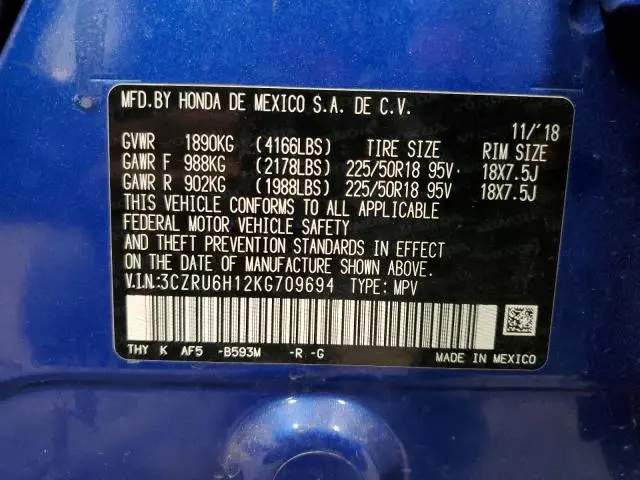 MFD.BY HONDA DE MEXICO S.A. DE C.V.
11/'18
GVWR 1890KG (4166LBS) TIRE SIZE RIM SIZE
GAWR F 988KG (2178LBS) 225/50R18 95V 18X7.5J
GAWR R 902KG (1988LBS) 225/50R18 95V 18X7.5J
THIS VEHICLE CONFORMS TO ALL APPLICABLE
FEDERAL MOTOR VEHICLE SAFETY
AND THEFT PREVENTION STANDARDS IN EFFECT
ON THE DATE OF MANUFACTURE SHOWN ABOVE.
V.I.N.:3CZRU6H12KG709694 TYPE: MPV
THY K AF5 -B593M -R -G MADE IN MEXICO